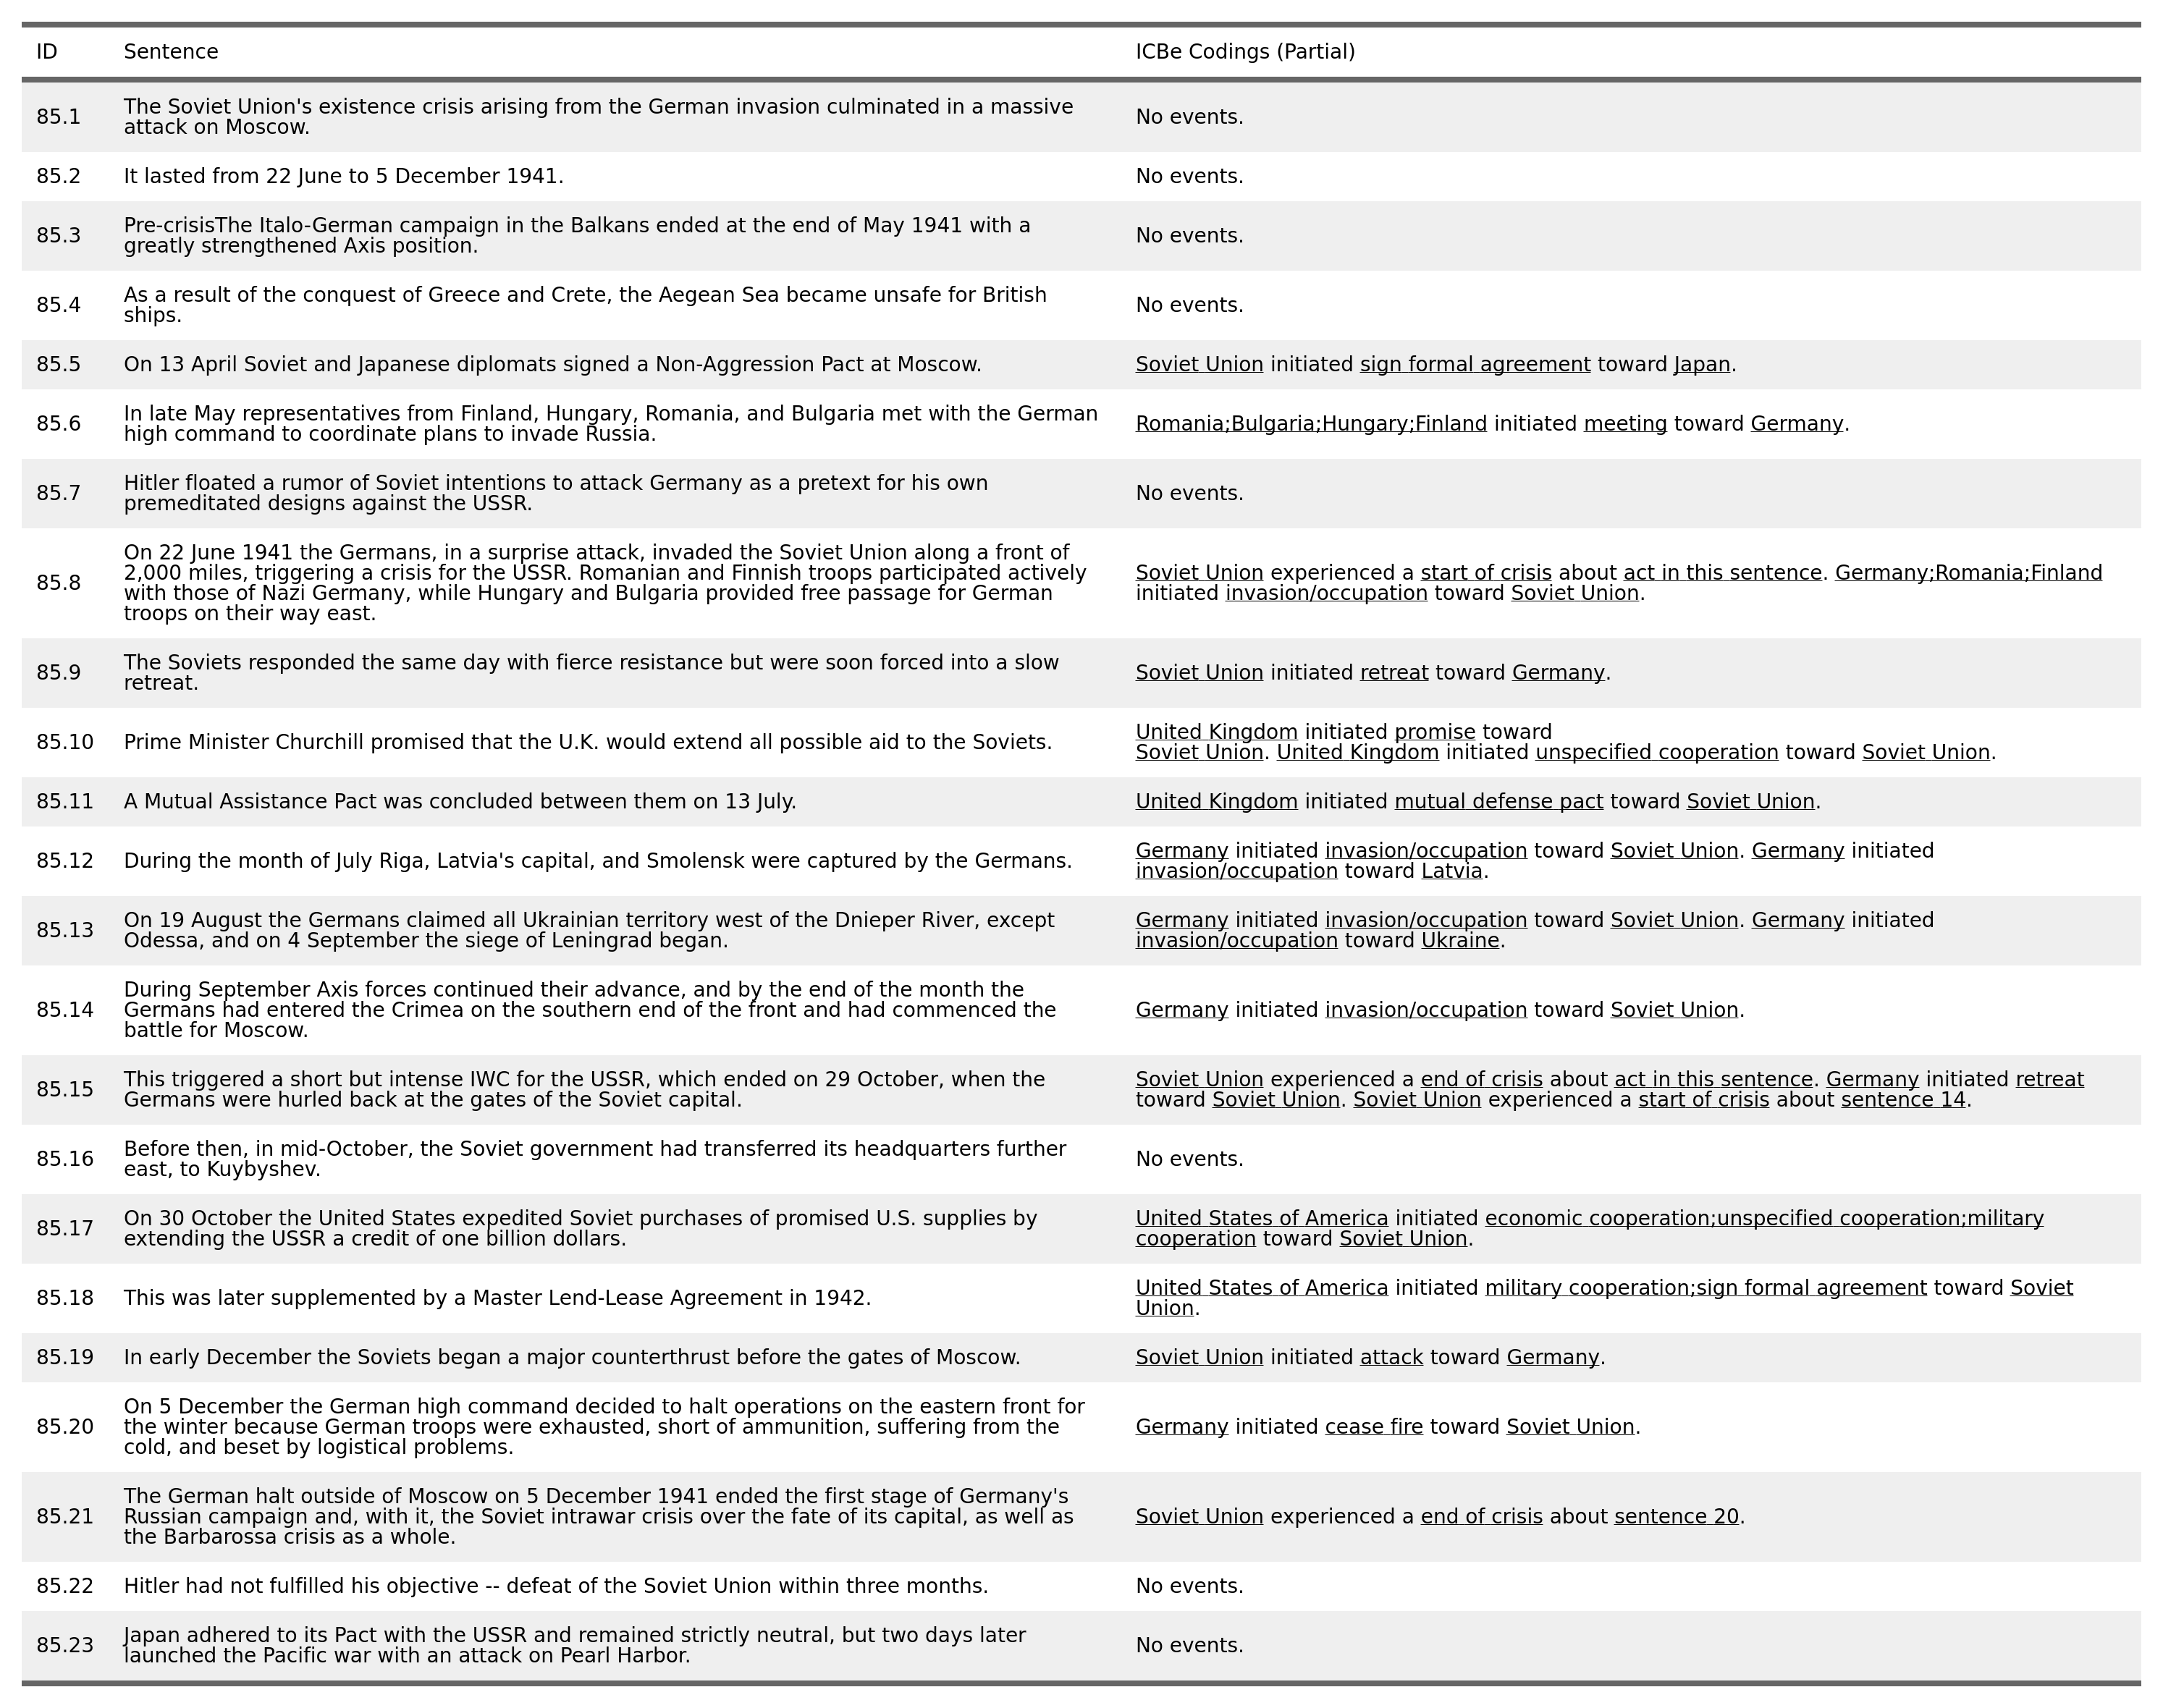 ID Sentence ICBe Codings (Partial)
85.1 The Soviet Union's existence crisis arising from the German invasion culminated in a massive
attack on Moscow. No events.
85.2 It lasted from 22 June to 5 December 1941. No events.
85.3 Pre-crisisThe Italo-German campaign in the Balkans ended at the end of May 1941 with a
greatly strengthened Axis position. No events.
85.4 As a result of the conquest of Greece and Crete, the Aegean Sea became unsafe for British
ships. No events.
85.5 On 13 April Soviet and Japanese diplomats signed a Non-Aggression Pact at Moscow. Soviet Union initiated sign formal agreement toward Japan.
85.6 In late May representatives from Finland, Hungary, Romania, and Bulgaria met with the German
high command to coordinate plans to invade Russia. Romania;Bulgaria;Hungary;Finland initiated meeting toward Germany.
85.7 Hitler floated a rumor of Soviet intentions to attack Germany as a pretext for his own
premeditated designs against the USSR. No events.
85.8 On 22 June 1941 the Germans, in a surprise attack, invaded the Soviet Union along a front of
2,000 miles, triggering a crisis for the USSR. Romanian and Finnish troops participated actively
with those of Nazi Germany, while Hungary and Bulgaria provided free passage for German
troops on their way east.
Soviet Union experienced a start of crisis about act in this sentence. Germany;Romania;Finland
initiated invasion/occupation toward Soviet Union.
85.9 The Soviets responded the same day with fierce resistance but were soon forced into a slow
retreat. Soviet Union initiated retreat toward Germany.
85.10 Prime Minister Churchill promised that the U.K. would extend all possible aid to the Soviets.
United Kingdom initiated promise toward
Soviet Union. United Kingdom initiated unspecified cooperation toward Soviet Union.
85.11 A Mutual Assistance Pact was concluded between them on 13 July. United Kingdom initiated mutual defense pact toward Soviet Union.
85.12 During the month of July Riga, Latvia's capital, and Smolensk were captured by the Germans.
Germany initiated invasion/occupation toward Soviet Union. Germany initiated
invasion/occupation toward Latvia.
85.13 On 19 August the Germans claimed all Ukrainian territory west of the Dnieper River, except
Odessa, and on 4 September the siege of Leningrad began.
Germany initiated invasion/occupation toward Soviet Union. Germany initiated
invasion/occupation toward Ukraine.
85.14 During September Axis forces continued their advance, and by the end of the month the
Germans had entered the Crimea on the southern end of the front and had commenced the
battle for Moscow.
Germany initiated invasion/occupation toward Soviet Union.
85.15 This triggered a short but intense IWC for the USSR, which ended on 29 October, when the
Germans were hurled back at the gates of the Soviet capital.
Soviet Union experienced a end of crisis about act in this sentence. Germany initiated retreat
toward Soviet Union. Soviet Union experienced a start of crisis about sentence 14.
85.16 Before then, in mid-October, the Soviet government had transferred its headquarters further
east, to Kuybyshev. No events.
85.17 On 30 October the United States expedited Soviet purchases of promised U.S. supplies by
extending the USSR a credit of one billion dollars.
United States of America initiated economic cooperation;unspecified cooperation;military
cooperation toward Soviet Union.
85.18 This was later supplemented by a Master Lend-Lease Agreement in 1942.
United States of America initiated military cooperation;sign formal agreement toward Soviet
Union.
85.19 In early December the Soviets began a major counterthrust before the gates of Moscow. Soviet Union initiated attack toward Germany.
85.20 On 5 December the German high command decided to halt operations on the eastern front for
the winter because German troops were exhausted, short of ammunition, suffering from the
cold, and beset by logistical problems.
Germany initiated cease fire toward Soviet Union.
85.21 The German halt outside of Moscow on 5 December 1941 ended the first stage of Germany's
Russian campaign and, with it, the Soviet intrawar crisis over the fate of its capital, as well as
the Barbarossa crisis as a whole.
Soviet Union experienced a end of crisis about sentence 20.
85.22 Hitler had not fulfilled his objective -- defeat of the Soviet Union within three months. No events.
85.23 Japan adhered to its Pact with the USSR and remained strictly neutral, but two days later
launched the Pacific war with an attack on Pearl Harbor. No events.